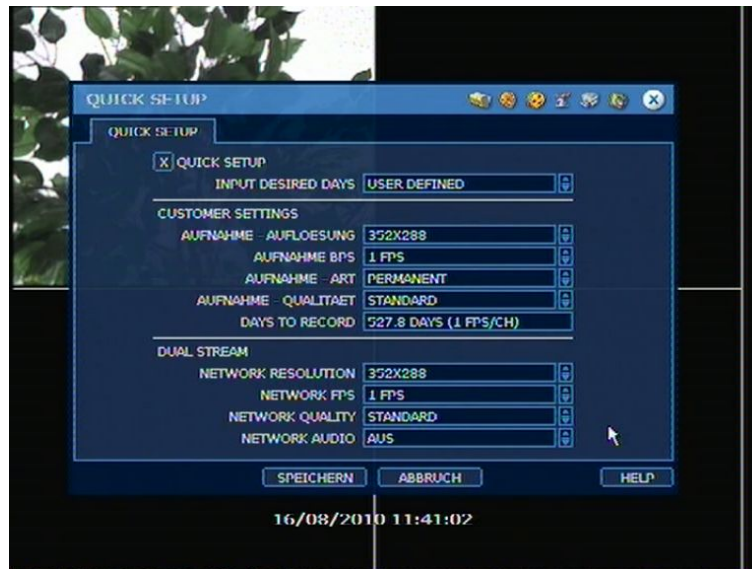 QUICK SETUP
QUICK SETUP
X QUICK SETUP
INPUT DESIRED DAYS USER DEFINED
CUSTOMER SETTINGS
AUFNAHME - AUFLOESUNG 352X288
AUFNAHME BPS 1 FPS
AUFNAHME - ART PERMANENT
AUFNAHME - QUALITAET STANDARD
DAYS TO RECORD 527.8 DAYS (1 FPS/CH)
DUAL STREAM
NETWORK RESOLUTION 352X288
NETWORK FPS 1 FPS
NETWORK QUALITY STANDARD
NETWORK AUDIO AUS
SPEICHERN ABBRUCH HELP
16/08/2010 11:41:02